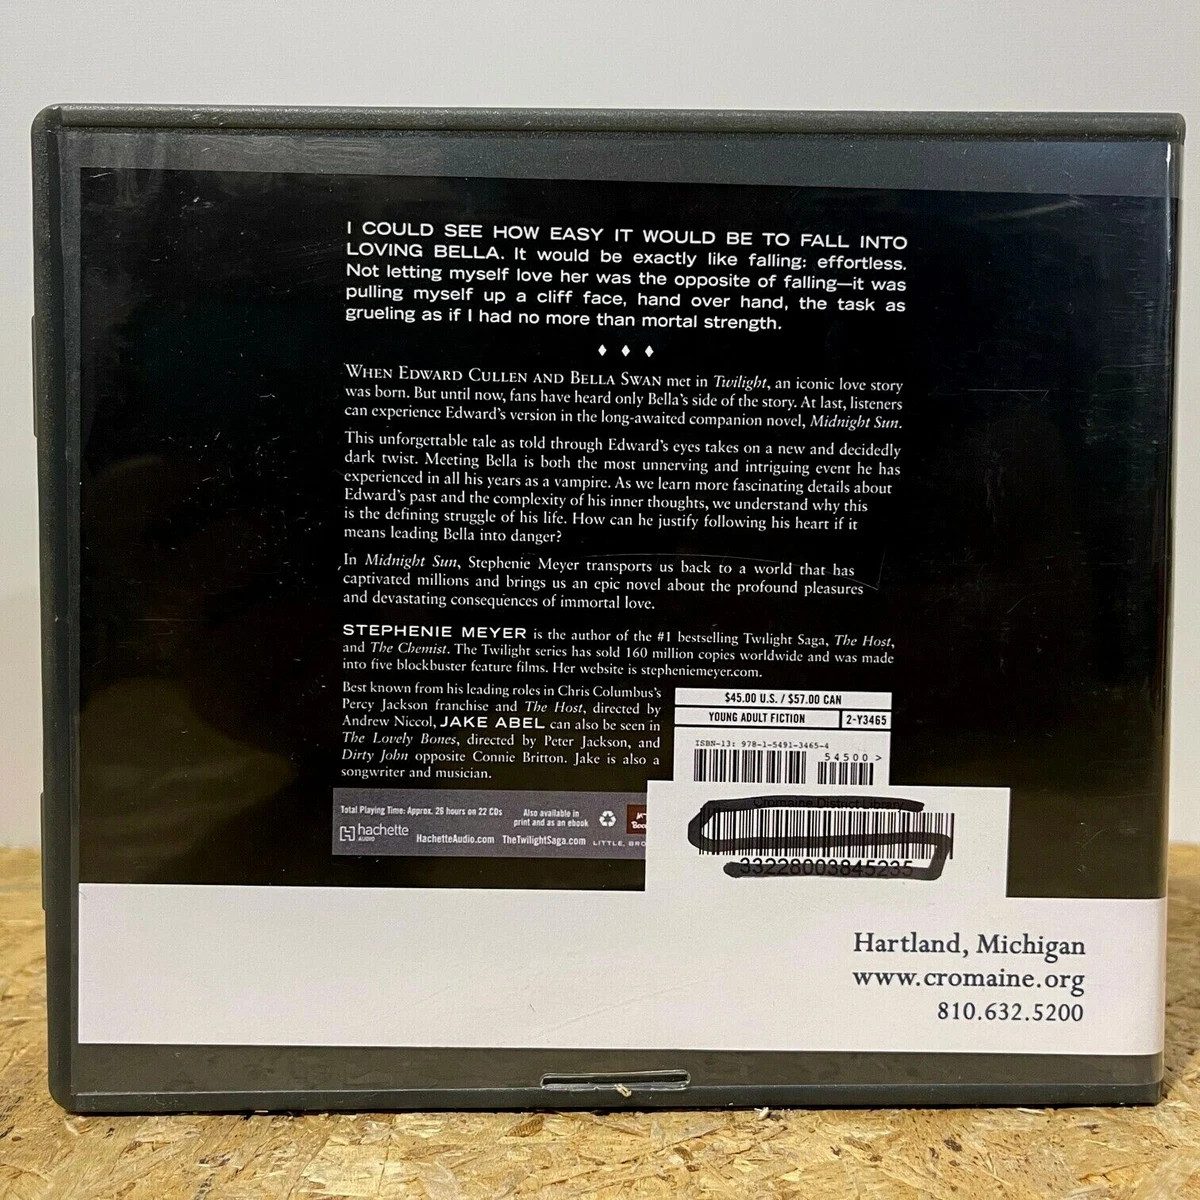 I COULD SEE HOW EASY IT WOULD BE TO FALL INTO
LOVING BELLA. It would be exactly like falling: effortless.
Not letting myself love her was the opposite of falling—it was
pulling myself up a cliff face, hand over hand, the task as
grueling as if I had no more than mortal strength.
WHEN EDWARD CULLEN AND BELLA SWAN met in Twilight, an iconic love story
was born. But until now, fans have heard only Bella's side of the story. At last, listeners
can experience Edward's version in the long-awaited companion novel, Midnight Sun.
This unforgettable tale as told through Edward's eyes takes on a new and decidedly
dark twist. Meeting Bella is both the most unnerving and intriguing event he has
experienced in all his years as a vampire. As we learn more fascinating details about
Edward's past and the complexity of his inner thoughts, we understand why this
is the defining struggle of his life. How can he justify following his heart if it
means leading Bella into danger?
In Midnight Sun, Stephenie Meyer transports us back to a world that has
captivated millions and brings us an epic novel about the profound pleasures
and devastating consequences of immortal love.
STEPHENIE MEYER is the author of the #1 bestselling Twilight Saga, The Host,
and The Chemist. The Twilight series has sold 160 million copies worldwide and was made
into five blockbuster feature films. Her website is stepheniemeyer.com.
Best known from his leading roles in Chris Columbus's
Percy Jackson franchise and The Host, directed by
Andrew Niccol, JAKE ABEL can also be seen in
The Lovely Bones, directed by Peter Jackson, and
Dirty John opposite Connie Britton. Jake is also a
songwriter and musician.
$45.00 U.S. / $57.00 CAN
YOUNG ADULT FICTION 2-Y3465
ISBN-13: 978-1-5491-3465-4
54500 >
Total Playing Time: Approx. 26 hours on 22 CDs
Also available in
print and as an ebook
hachette
AUDIO
HachetteAudio.com TheTwilightSaga.com
LITTLE, BRO
Cromaine District Library
33228003845235
Hartland, Michigan
www.cromaine.org
810.632.5200